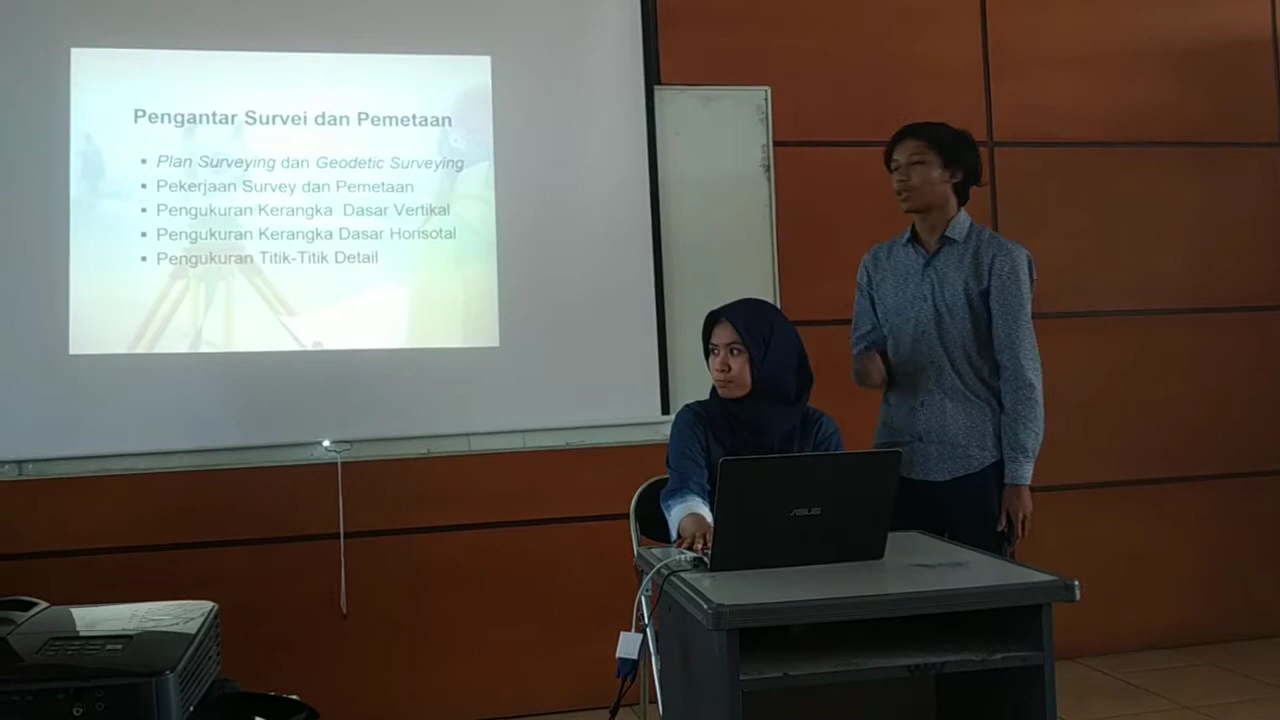 Pengantar Survei dan Pemetaan
▪ Plan Surveying dan Geodetic Surveying
▪ Pekerjaan Survey dan Pemetaan
▪ Pengukuran Kerangka Dasar Vertikal
▪ Pengukuran Kerangka Dasar Horisotal
▪ Pengukuran Titik-Titik Detail
ASUS